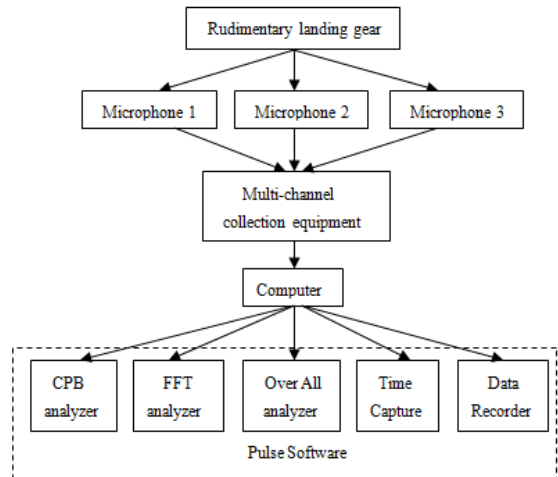 Rudimentary landing gear
Microphone 1
Microphone 2
Microphone 3
Multi-channel
collection equipment
Computer
CPB
analyzer
FFT
analyzer
Over All
analyzer
Time
Capture
Data
Recorder
Pulse Software